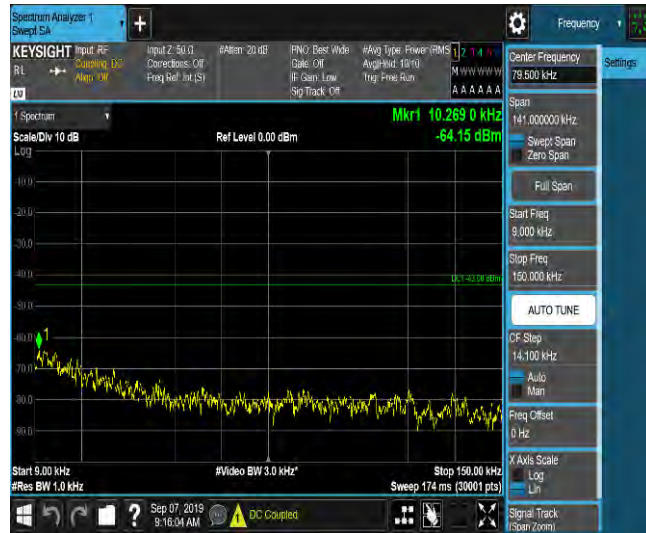 Spectrum Analyzer 1
Swept SA
Frequency
KEYSIGHT
RL
Input: RF
Coupling: DC
Align: Off
Input Z: 50 Ω
Corrections: Off
Freq Ref: Int (S)
#Atten: 20 dB
PNO: Best Wide
Gate: Off
IF Gain: Low
Sig Track: Off
#Avg Type: Power (RMS
Avg|Hold: 10/10
Trig: Free Run
1 2 3 4 5 6
M W W W W W
A A A A A A
LXI
1 Spectrum
Scale/Div 10 dB
Log
Ref Level 0.00 dBm
Mkr1 10.269 0 kHz
-64.15 dBm
-10.0
-20.0
-30.0
-40.0
DL1 -43.00 dBm
-50.0
-60.0
1
-70.0
-80.0
-90.0
Start 9.00 kHz
#Res BW 1.0 kHz
#Video BW 3.0 kHz*
Stop 150.00 kHz
Sweep 174 ms (30001 pts)
Center Frequency
79.500 kHz
Settings
Span
141.000000 kHz
Swept Span
Zero Span
Full Span
Start Freq
9.000 kHz
Stop Freq
150.000 kHz
AUTO TUNE
CF Step
14.100 kHz
Auto
Man
Freq Offset
0 Hz
X Axis Scale
Log
Lin
Signal Track
(Span Zoom)
?
Sep 07, 2019
9:16:04 AM
DC Coupled